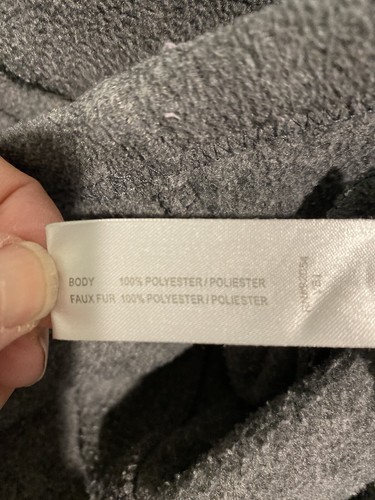 BODY 100% POLYESTER / POLIESTER
FAUX FUR 100% POLYESTER / POLIESTER